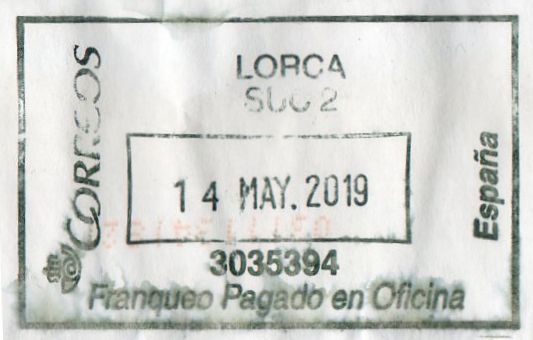 LORCA
SUC 2
CORREOS
14 MAY. 2019
España
3035394
Franqueo Pagado en Oficina